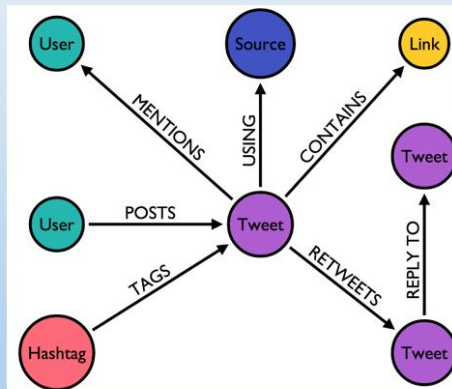 User
Source
Link
MENTIONS
USING
CONTAINS
Tweet
User
POSTS
Tweet
REPLY TO
TAGS
RETWEETS
Hashtag
Tweet